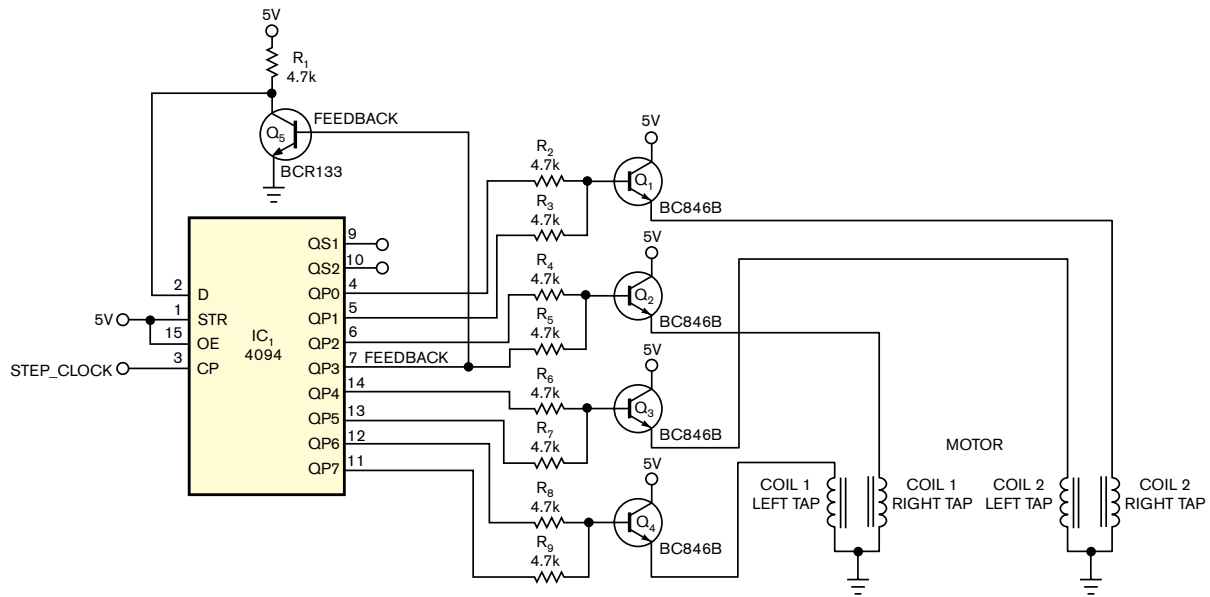 5V
R1
4.7k
FEEDBACK
Q5
BCR133
5V
R2
4.7k
Q1
BC846B
R3
4.7k
QS1 9
QS2 10
QP0 4
QP1 5
QP2 6
QP3 7 FEEDBACK
QP4 14
QP5 13
QP6 12
QP7 11
2 D
5V 1 STR
15 OE
STEP_CLOCK 3 CP
IC1
4094
5V
R4
4.7k
Q2
BC846B
R5
4.7k
5V
R6
4.7k
Q3
BC846B
R7
4.7k
5V
R8
4.7k
Q4
BC846B
R9
4.7k
MOTOR
COIL 1
LEFT TAP
COIL 1
RIGHT TAP
COIL 2
LEFT TAP
COIL 2
RIGHT TAP